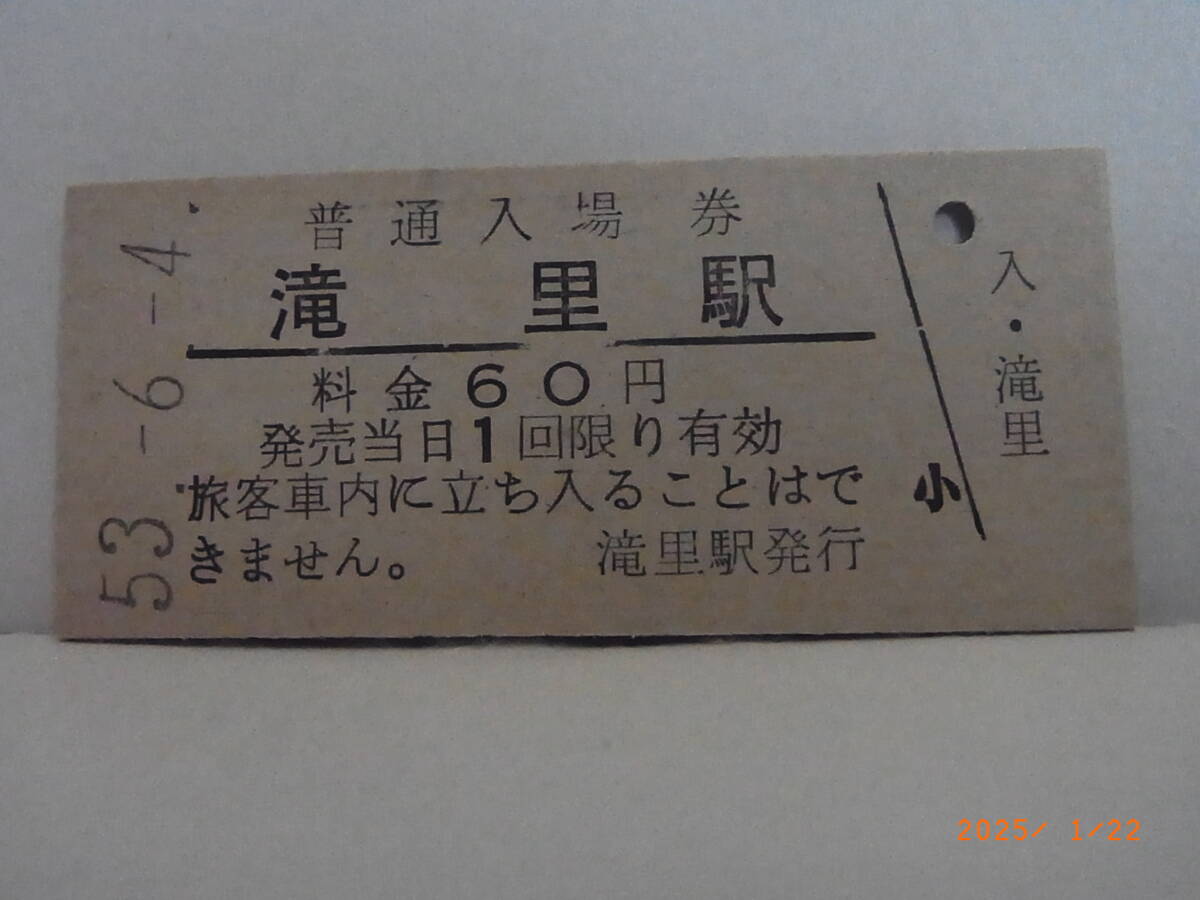 53.-6.-4.
普通入場券
滝里駅
料金60円
発売当日1回限り有効
旅客車内に立ち入ることはで
きません。 滝里駅発行
小
入・滝里
2025/ 1/22